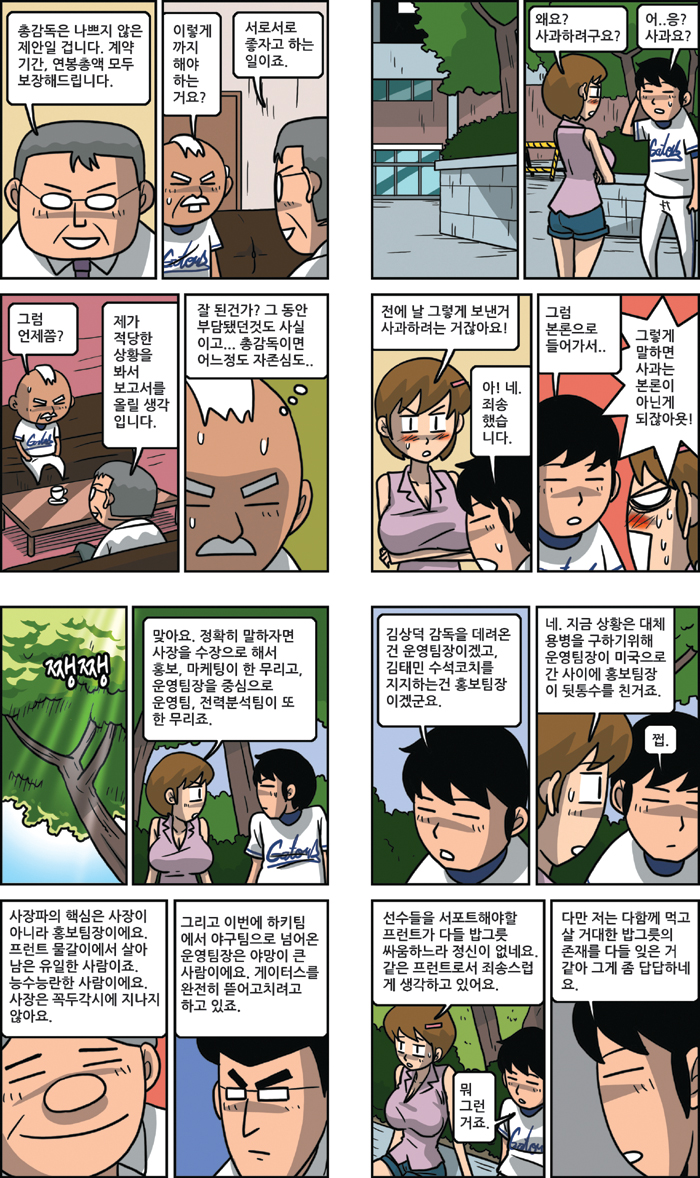 총감독은 나쁘지 않은
제안일 겁니다. 계약
기간, 연봉총액 모두
보장해드립니다.
이렇게
까지
해야
하는
거요?
서로서로
좋자고 하는
일이죠.
그럼
언제쯤?
제가
적당한
상황을
봐서
보고서를
올릴 생각
입니다.
잘 된건가? 그 동안
부담됐던것도 사실
이고... 총감독이면
어느정도 자존심도..
왜요?
사과하려구요?
어..응?
사과요?
Gators
전에 날 그렇게 보낸거
사과하려는 거잖아요!
아! 네.
죄송
했습
니다.
그럼
본론으로
들어가서..
그렇게
말하면
사과는
본론이
아닌게
되잖아욧!
쨍쨍
맞아요. 정확히 말하자면
사장을 수장으로 해서
홍보, 마케팅이 한 무리고,
운영팀장을 중심으로
운영팀, 전력분석팀이 또
한 무리죠.
Gators
사장파의 핵심은 사장이
아니라 홍보팀장이에요.
프런트 물갈이에서 살아
남은 유일한 사람이죠.
능수능란한 사람이에요.
사장은 꼭두각시에 지나지
않아요.
그리고 이번에 하키팀
에서 야구팀으로 넘어온
운영팀장은 야망이 큰
사람이에요. 게이터스를
완전히 뜯어고치려고
하고 있죠.
김상덕 감독을 데려온
건 운영팀장이겠고,
김태민 수석코치를
지지하는건 홍보팀장
이겠군요.
네. 지금 상황은 대체
용병을 구하기위해
운영팀장이 미국으로
간 사이에 홍보팀장
이 뒷통수를 친거죠.
쩝.
선수들을 서포트해야할
프런트가 다들 밥그릇
싸움하느라 정신이 없네요.
같은 프런트로서 죄송스럽
게 생각하고 있어요.
뭐
그런
거죠.
다만 저는 다함께 먹고
살 거대한 밥그릇의
존재를 다들 잊은 거
같아 그게 좀 답답하네
요.